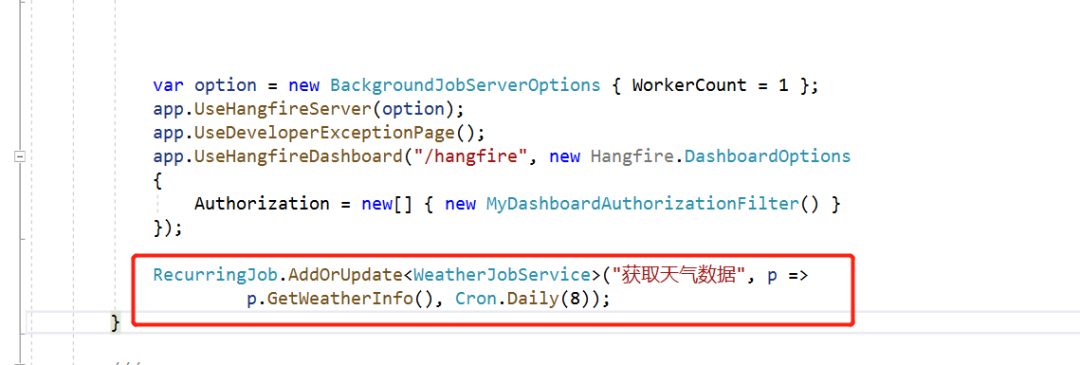 var option = new BackgroundJobServerOptions { WorkerCount = 1 };
app.UseHangfireServer(option);
app.UseDeveloperExceptionPage();
app.UseHangfireDashboard("/hangfire", new Hangfire.DashboardOptions
{
Authorization = new[] { new MyDashboardAuthorizationFilter() }
});
RecurringJob.AddOrUpdate<WeatherJobService>("获取天气数据", p =>
p.GetWeatherInfo(), Cron.Daily(8));
}
///